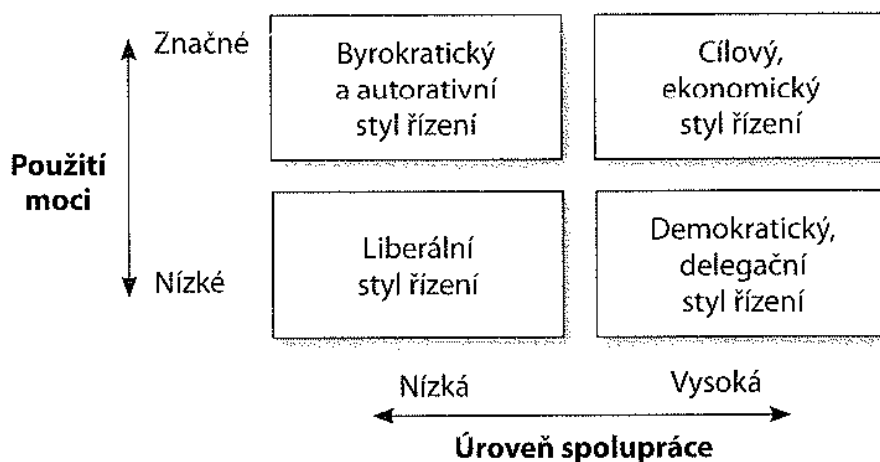 Značné
Byrokratický
a autorativní
styl řízení
Cílový,
ekonomický
styl řízení
Použití
moci
Nízké
Liberální
styl řízení
Demokratický,
delegační
styl řízení
Nízká
Vysoká
Úroveň spolupráce